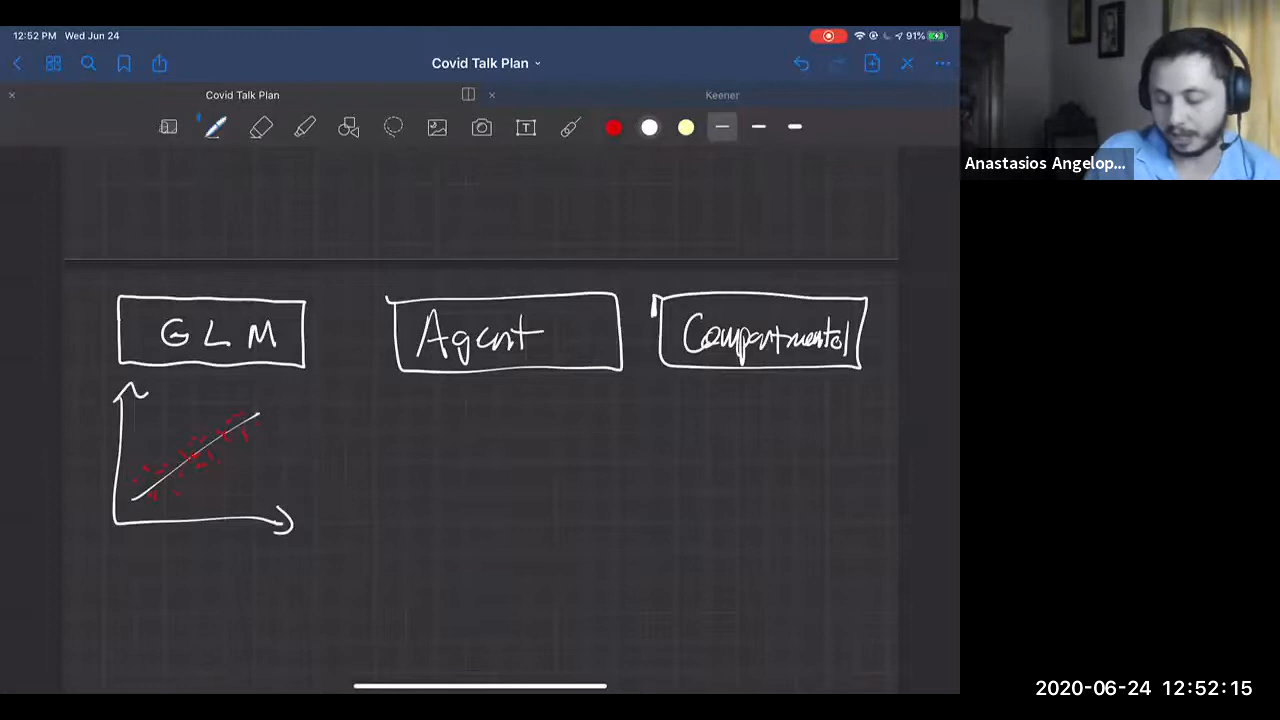 12:52 PM Wed Jun 24
91%
Covid Talk Plan
Covid Talk Plan
Keener
T
Anastasios Angelop...
GLM
Agent
Compartmental
2020-06-24 12:52:15